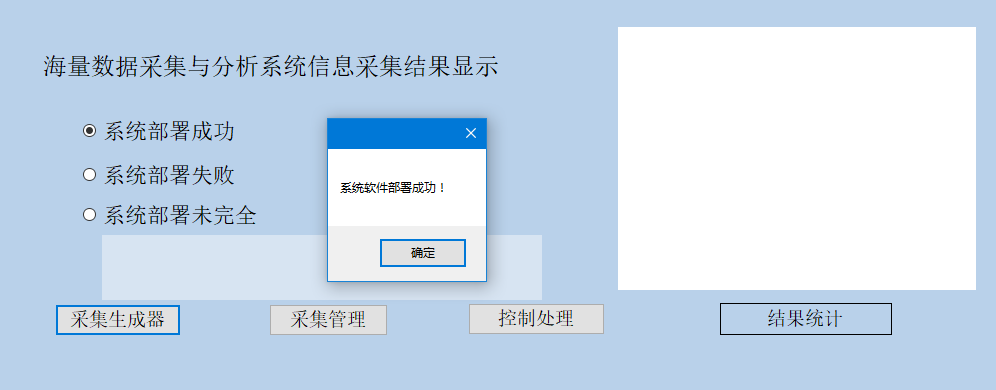 海量数据采集与分析系统信息采集结果显示
系统部署成功
系统部署失败
系统部署未完全
系统软件部署成功！
确定
采集生成器
采集管理
控制处理
结果统计